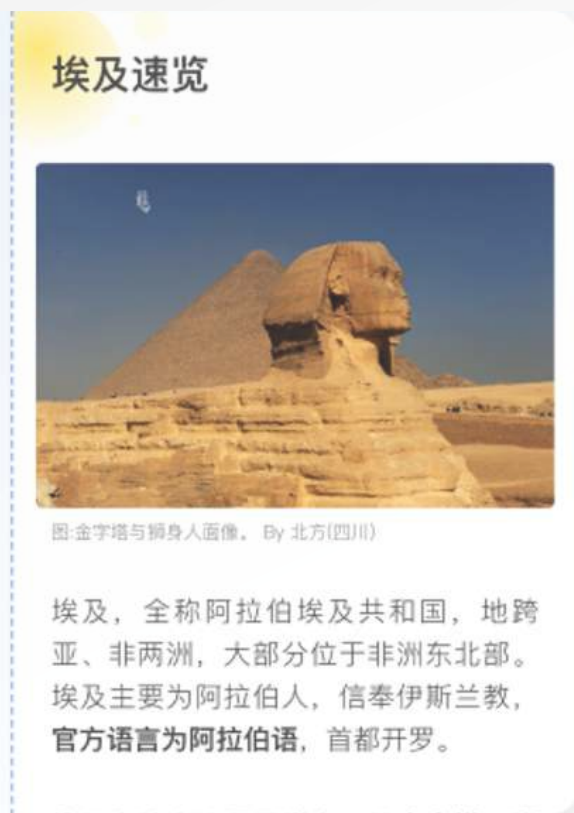 埃及速览
图:金字塔与狮身人面像。 By 北方(四川)
埃及，全称阿拉伯埃及共和国，地跨
亚、非两洲，大部分位于非洲东北部。
埃及主要为阿拉伯人，信奉伊斯兰教，
官方语言为阿拉伯语，首都开罗。